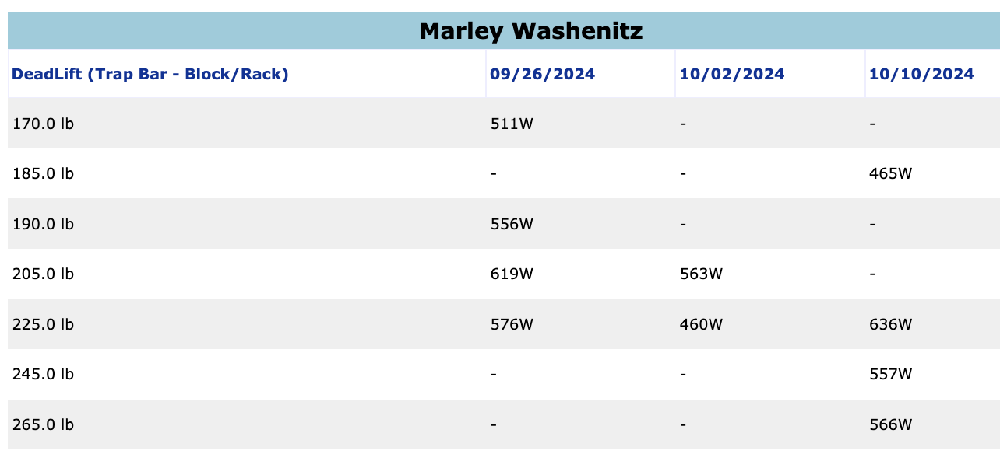 Marley Washenitz
DeadLift (Trap Bar - Block/Rack) 09/26/2024 10/02/2024 10/10/2024
170.0 lb 511W - -
185.0 lb - - 465W
190.0 lb 556W - -
205.0 lb 619W 563W -
225.0 lb 576W 460W 636W
245.0 lb - - 557W
265.0 lb - - 566W